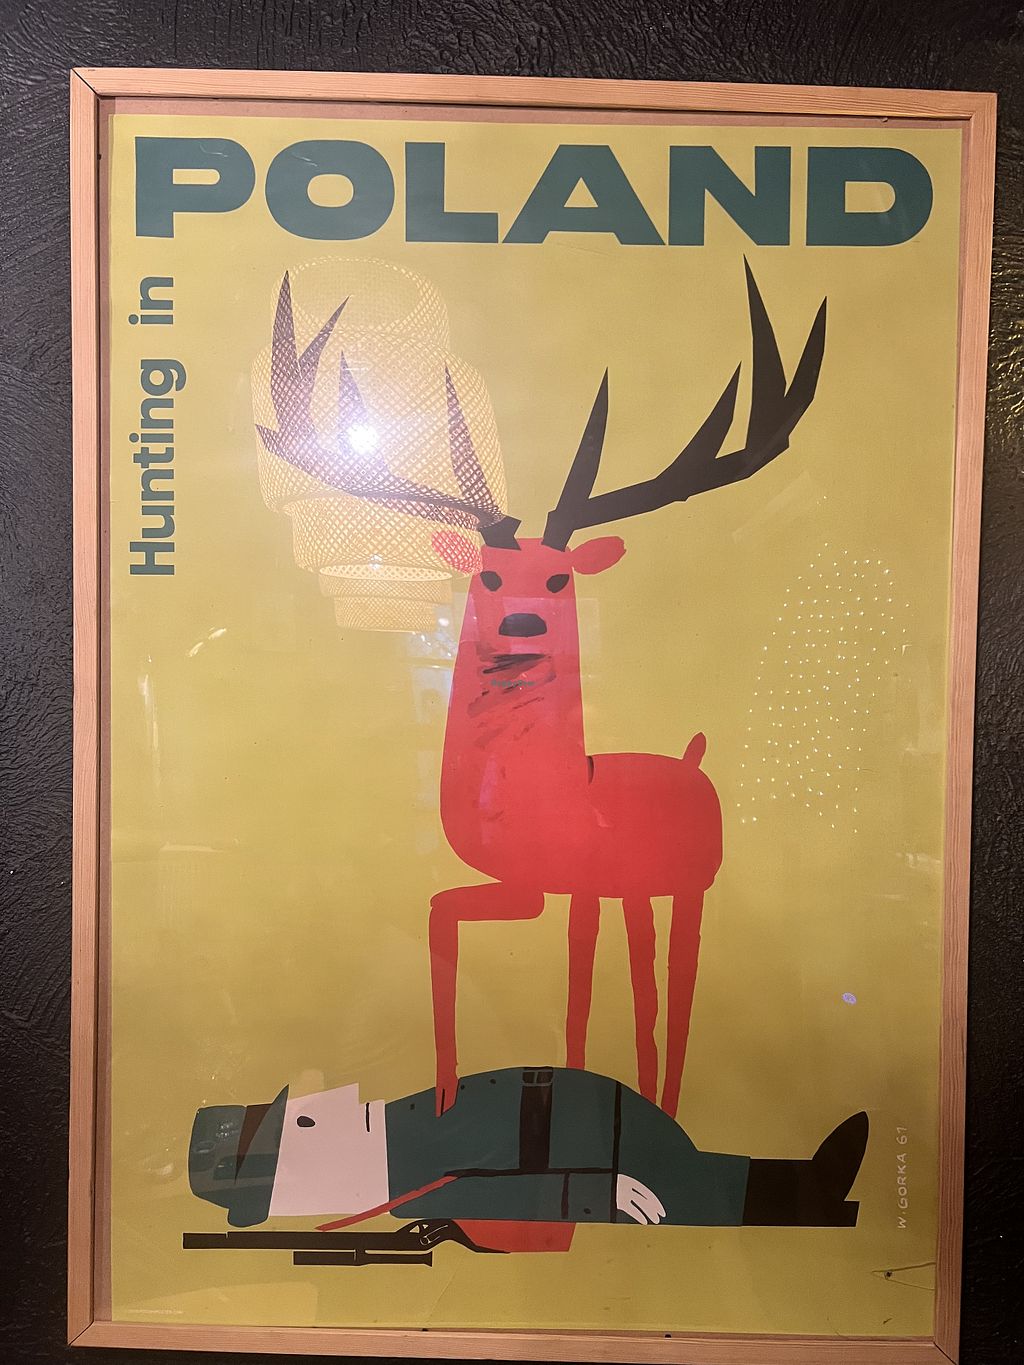 POLAND
Hunting in
W. GORKA 61